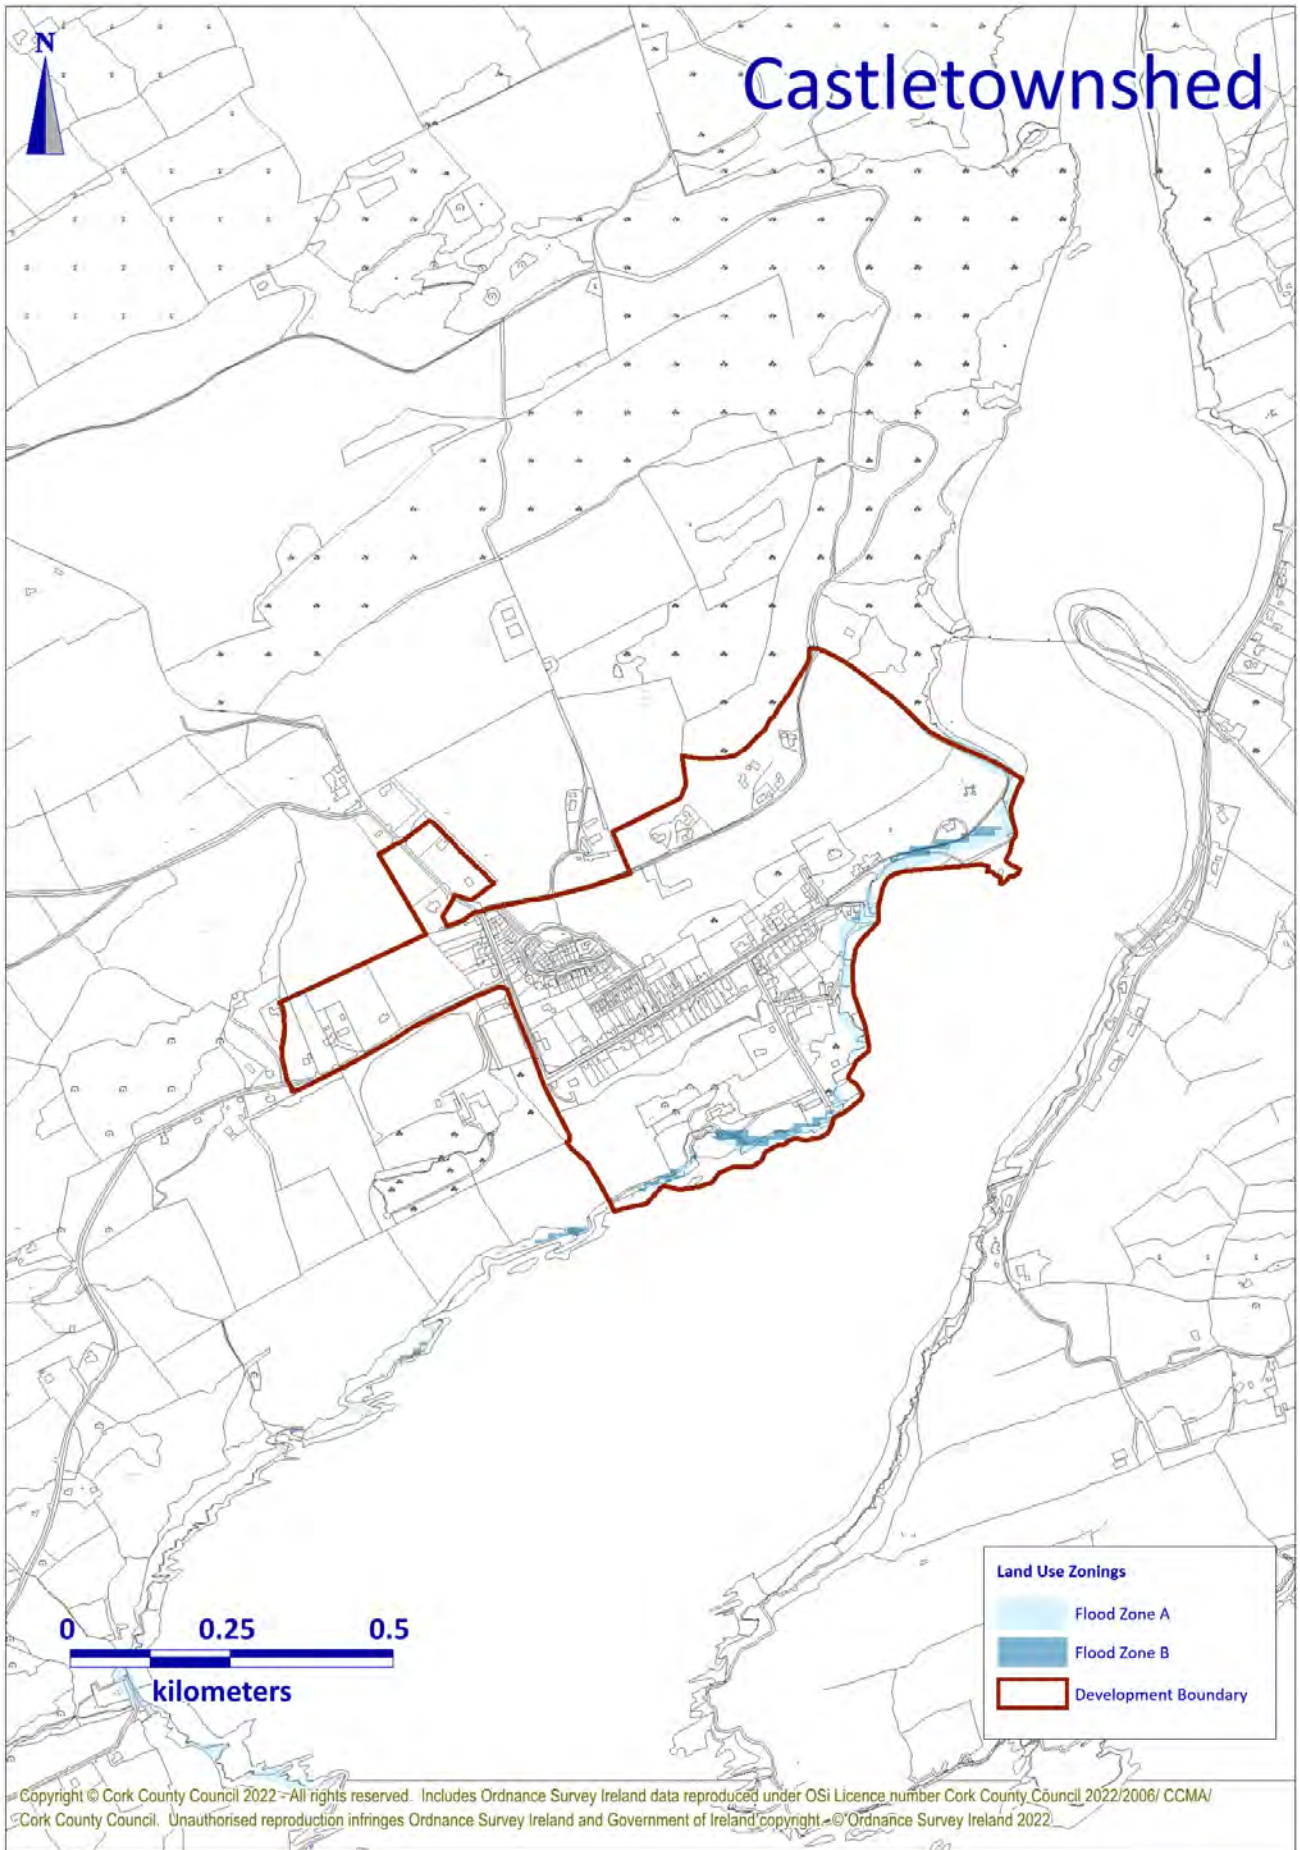 N
Castletownshed
Land Use Zonings
Flood Zone A
Flood Zone B
Development Boundary
0 0.25 0.5
kilometers
Copyright © Cork County Council 2022 - All rights reserved. Includes Ordnance Survey Ireland data reproduced under OSi Licence number Cork County Council 2022/2006/ CCMA/
Cork County Council. Unauthorised reproduction infringes Ordnance Survey Ireland and Government of Ireland copyright. © Ordnance Survey Ireland 2022